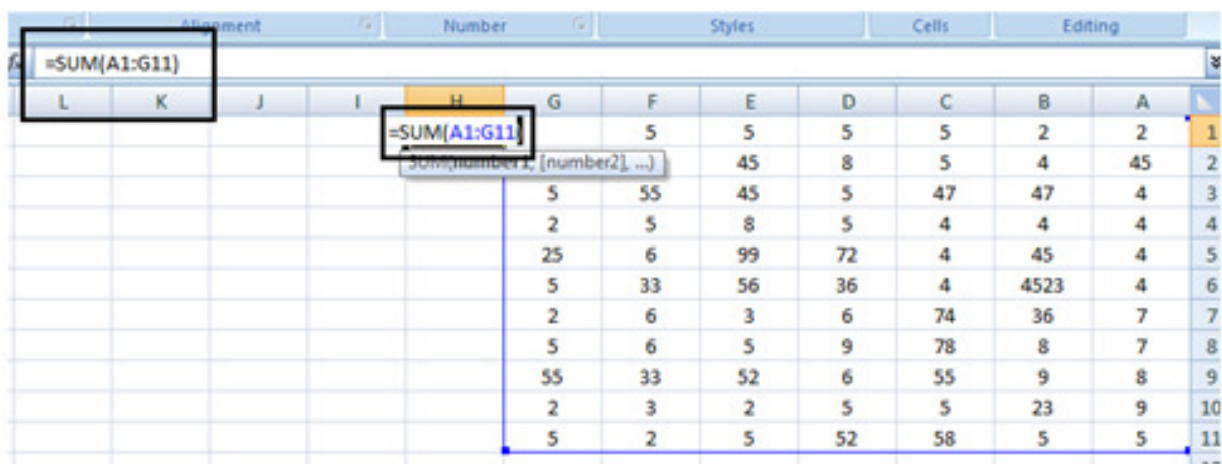 Alignment Number Styles Cells Editing
=SUM(A1:G11)
L K J I H G F E D C B A
=SUM(A1:G11 5 5 5 5 2 2 1
SUM(number1, [number2], ...) 45 8 5 4 45 2
5 55 45 5 47 47 4 3
2 5 8 5 4 4 4 4
25 6 99 72 4 45 4 5
5 33 56 36 4 4523 4 6
2 6 3 6 74 36 7 7
5 6 5 9 78 8 7 8
55 33 52 6 55 9 8 9
2 3 2 5 5 23 9 10
5 2 5 52 58 5 5 11